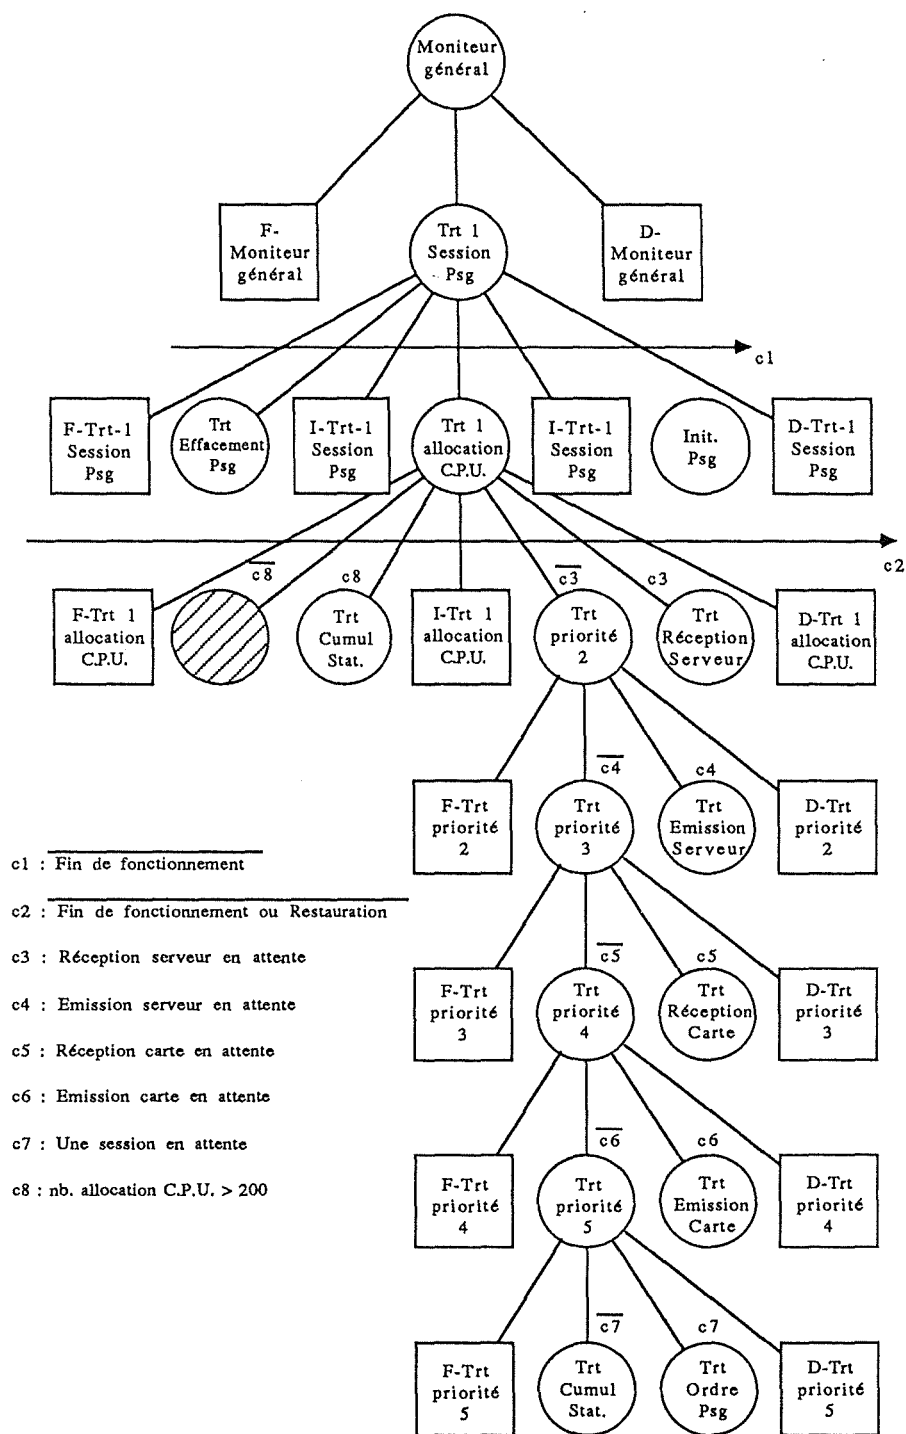 Moniteur
général
F-
Moniteur
général
Trt 1
Session
Psg
D-
Moniteur
général
c1
F-Trt-1
Session
Psg
Trt
Effacement
Psg
I-Trt-1
Session
Psg
Trt 1
allocation
C.P.U.
I-Trt-1
Session
Psg
Init.
Psg
D-Trt-1
Session
Psg
c2
c8
c8
c3
c3
F-Trt 1
allocation
C.P.U.
Trt
Cumul
Stat.
I-Trt 1
allocation
C.P.U.
Trt
priorité
2
Trt
Réception
Serveur
D-Trt 1
allocation
C.P.U.
c4
c4
F-Trt
priorité
2
Trt
priorité
3
Trt
Emission
Serveur
D-Trt
priorité
2
c1 : Fin de fonctionnement
c2 : Fin de fonctionnement ou Restauration
c3 : Réception serveur en attente
c4 : Emission serveur en attente
c5 : Réception carte en attente
c6 : Emission carte en attente
c7 : Une session en attente
c8 : nb. allocation C.P.U. > 200
c5
c5
F-Trt
priorité
3
Trt
priorité
4
Trt
Réception
Carte
D-Trt
priorité
3
c6
c6
F-Trt
priorité
4
Trt
priorité
5
Trt
Emission
Carte
D-Trt
priorité
4
c7
c7
F-Trt
priorité
5
Trt
Cumul
Stat.
Trt
Ordre
Psg
D-Trt
priorité
5